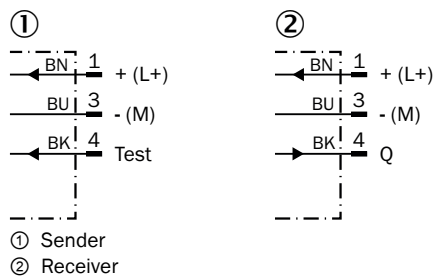 ① ②
BN 1 + (L+) BN 1 + (L+)
BU 3 - (M) BU 3 - (M)
BK 4 Test BK 4 Q
① Sender
② Receiver